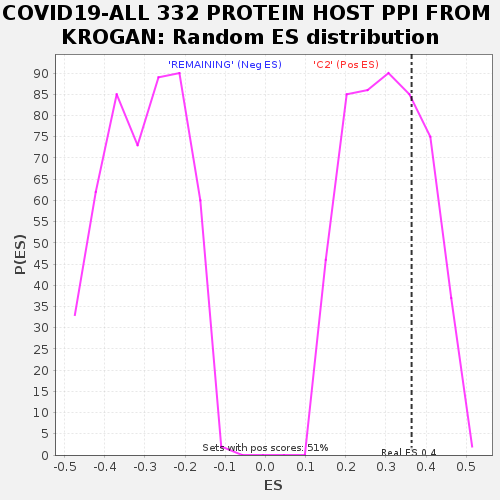 COVID19-ALL 332 PROTEIN HOST PPI FROM
KROGAN: Random ES distribution
'REMAINING' (Neg ES)
'C2' (Pos ES)
90
85
80
75
70
65
60
55
50
45
40
35
30
25
20
15
10
5
0
P(ES)
Sets with pos scores: 51%
Real ES 0.4
-0.5 -0.4 -0.3 -0.2 -0.1 0.0 0.1 0.2 0.3 0.4 0.5
ES